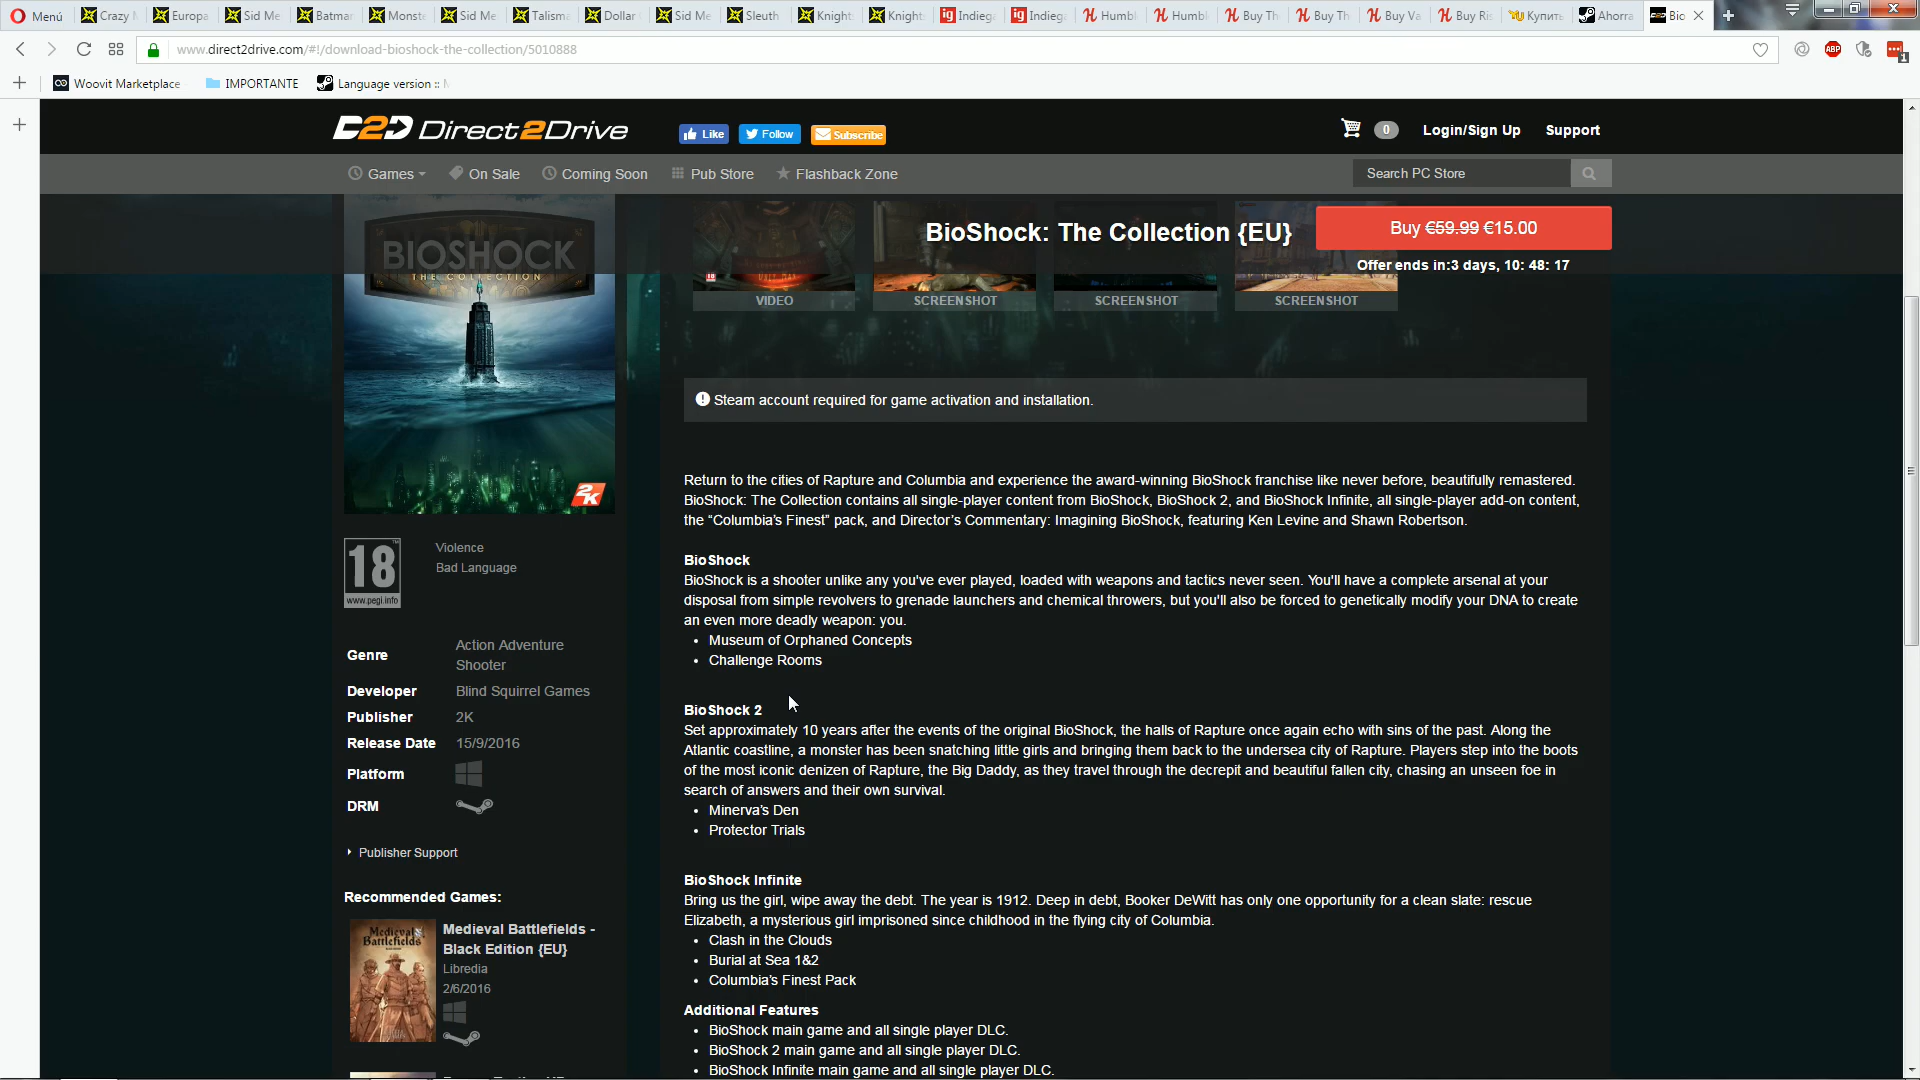 Menú Crazy Europa Sid Me Batmar Monste Sid Me Talisma Dollar Sid Me Sleuth Knight Knight Indiega Indiega Humbl Humbl Buy Th Buy Th Buy Va Buy Ris Купить Ahorra Bio
www.direct2drive.com/#!/download-bioshock-the-collection/5010888
ABP 1
Woovit Marketplace IMPORTANTE Language version ::
D2D Direct2Drive Like Follow Subscribe 0 Login/Sign Up Support
Games On Sale Coming Soon Pub Store Flashback Zone Search PC Store
BioShock: The Collection {EU} Buy €59.99 €15.00
Offer ends in:3 days, 10: 48: 17
BIOSHOCK
THE COLLECTION
VIDEO SCREENSHOT SCREENSHOT SCREENSHOT
2K
Steam account required for game activation and installation.
Return to the cities of Rapture and Columbia and experience the award-winning BioShock franchise like never before, beautifully remastered.
BioShock: The Collection contains all single-player content from BioShock, BioShock 2, and BioShock Infinite, all single-player add-on content,
the “Columbia’s Finest” pack, and Director’s Commentary: Imagining BioShock, featuring Ken Levine and Shawn Robertson.
18
www.pegi.info
Violence
Bad Language
Genre Action Adventure
Shooter
Developer Blind Squirrel Games
Publisher 2K
Release Date 15/9/2016
Platform
DRM
Publisher Support
Recommended Games:
Medieval Battlefields
Medieval Battlefields -
Black Edition {EU}
Libredia
2/6/2016
BioShock
BioShock is a shooter unlike any you've ever played, loaded with weapons and tactics never seen. You'll have a complete arsenal at your
disposal from simple revolvers to grenade launchers and chemical throwers, but you'll also be forced to genetically modify your DNA to create
an even more deadly weapon: you.
• Museum of Orphaned Concepts
• Challenge Rooms
BioShock 2
Set approximately 10 years after the events of the original BioShock, the halls of Rapture once again echo with sins of the past. Along the
Atlantic coastline, a monster has been snatching little girls and bringing them back to the undersea city of Rapture. Players step into the boots
of the most iconic denizen of Rapture, the Big Daddy, as they travel through the decrepit and beautiful fallen city, chasing an unseen foe in
search of answers and their own survival.
• Minerva’s Den
• Protector Trials
BioShock Infinite
Bring us the girl, wipe away the debt. The year is 1912. Deep in debt, Booker DeWitt has only one opportunity for a clean slate: rescue
Elizabeth, a mysterious girl imprisoned since childhood in the flying city of Columbia.
• Clash in the Clouds
• Burial at Sea 1&2
• Columbia’s Finest Pack
Additional Features
• BioShock main game and all single player DLC.
• BioShock 2 main game and all single player DLC.
• BioShock Infinite main game and all single player DLC.